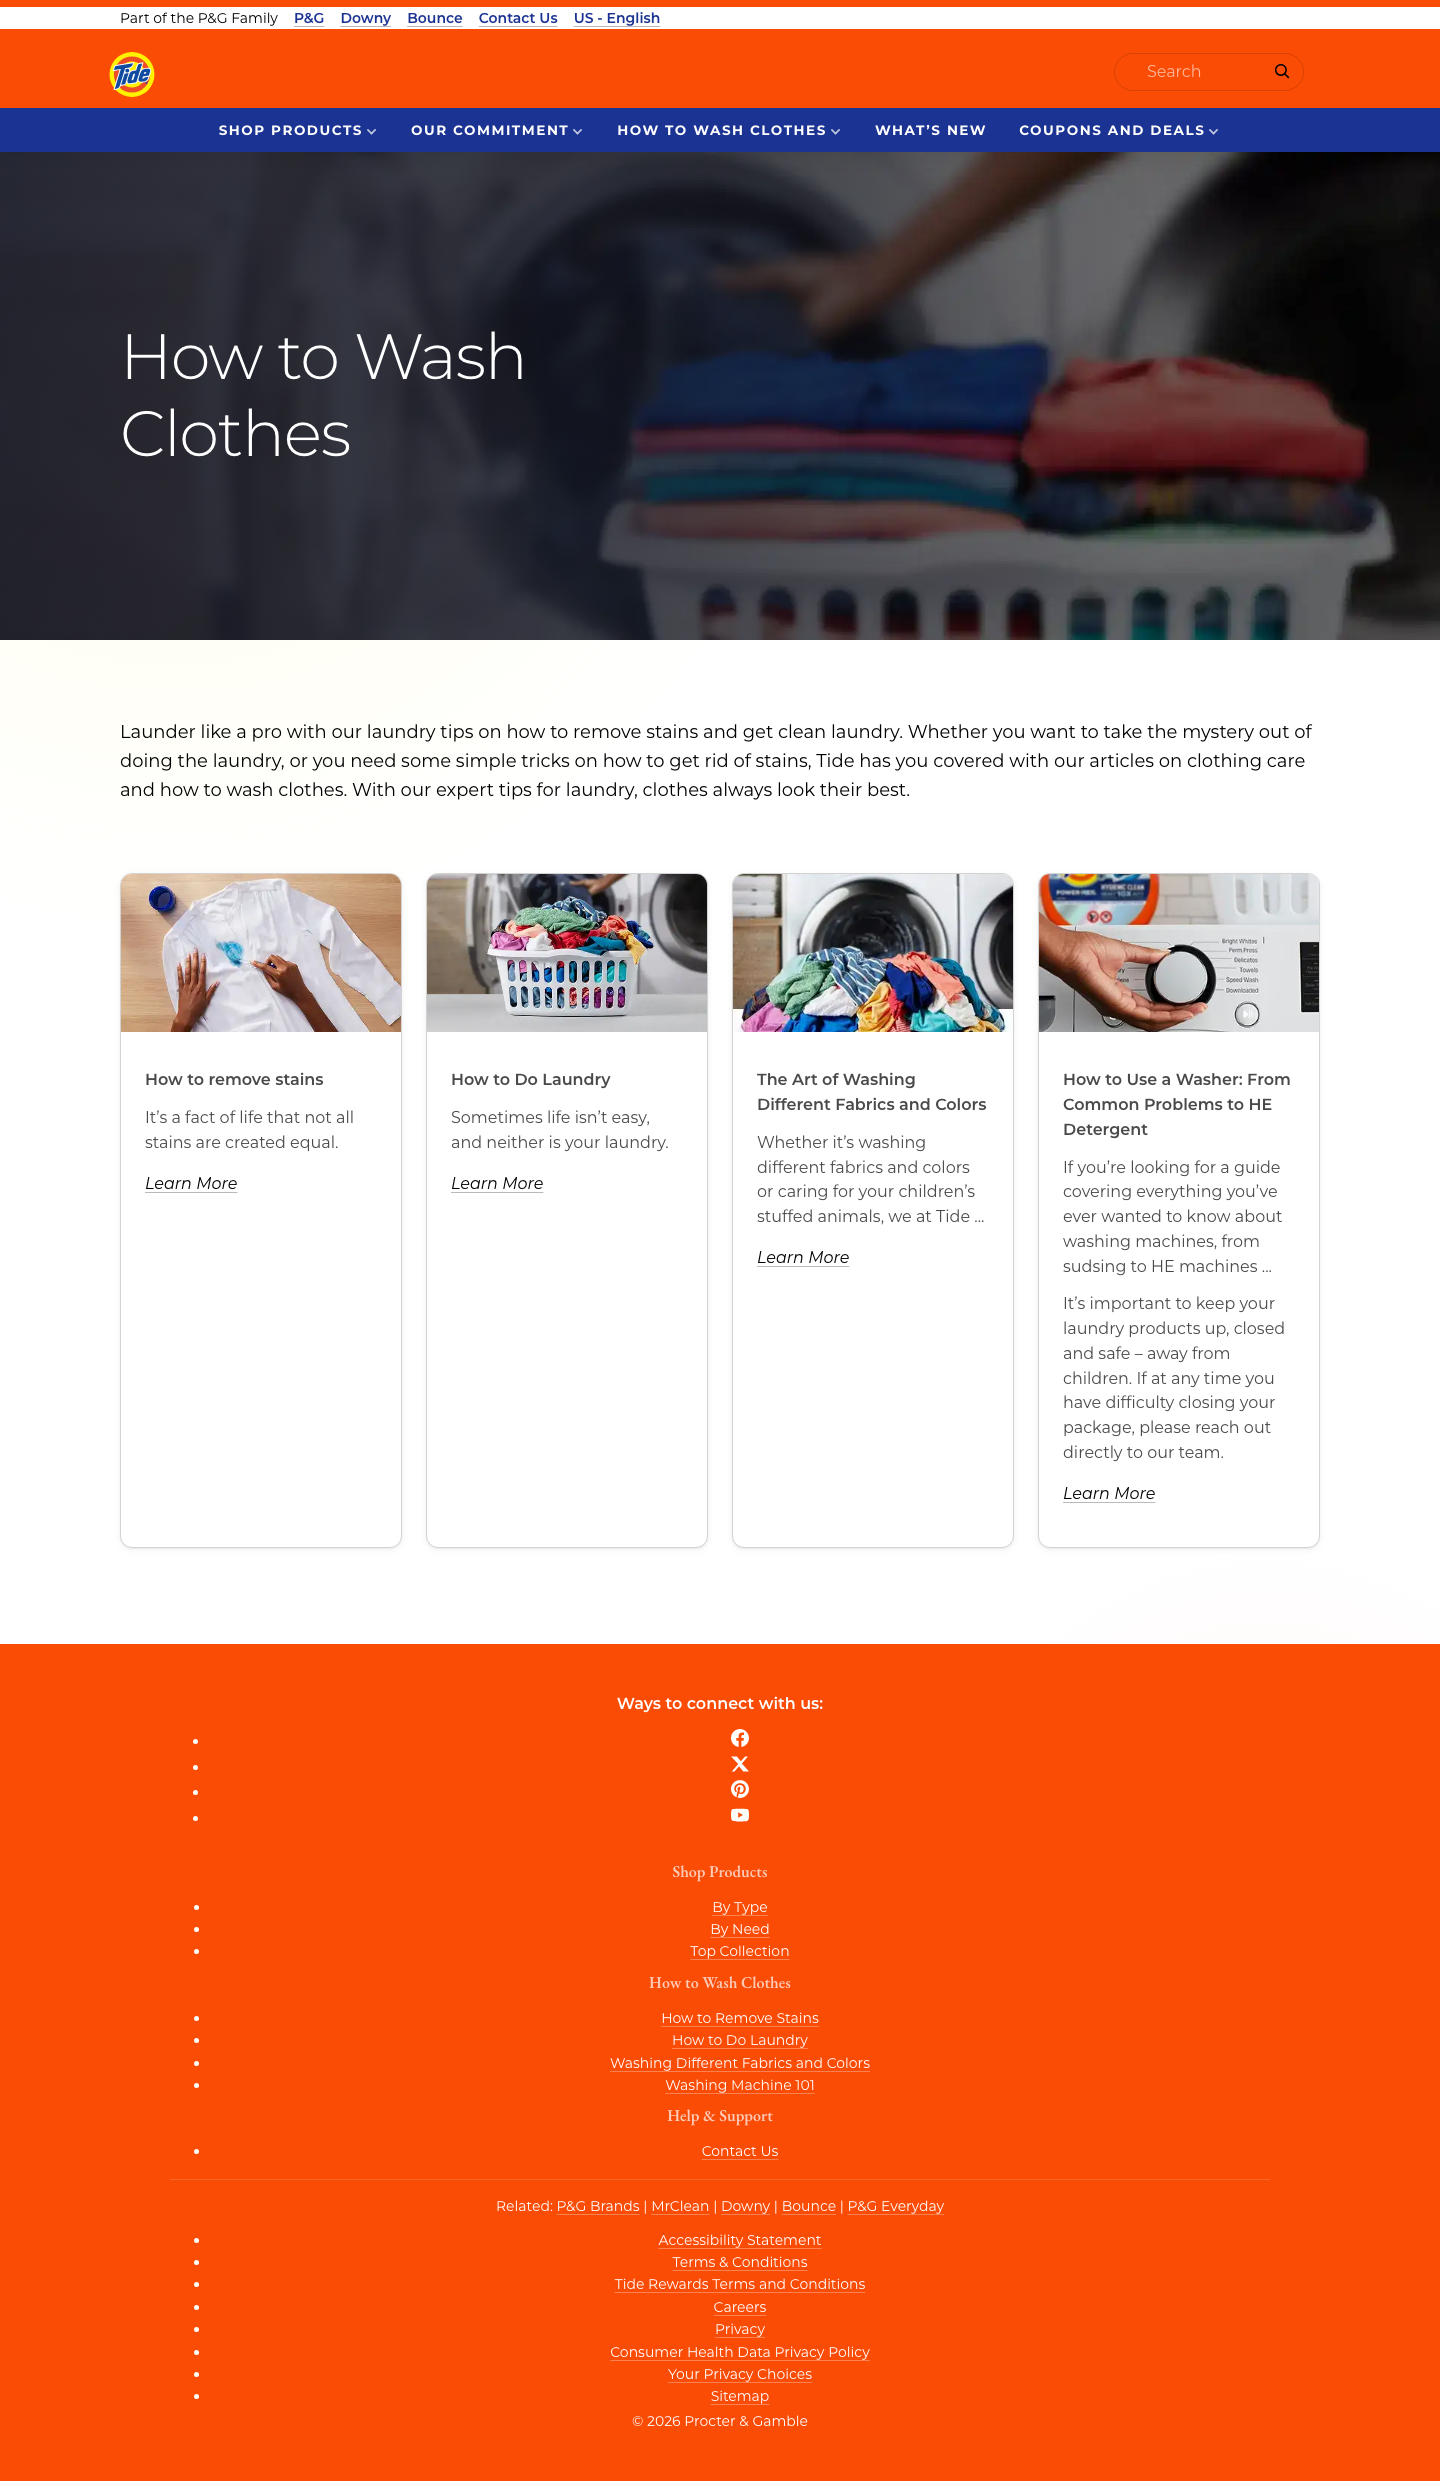 Part of the P&G Family P&G Downy Bounce Contact Us US - English
Tide
Search
SHOP PRODUCTS OUR COMMITMENT HOW TO WASH CLOTHES WHAT’S NEW COUPONS AND DEALS
How to Wash
Clothes
Launder like a pro with our laundry tips on how to remove stains and get clean laundry. Whether you want to take the mystery out of
doing the laundry, or you need some simple tricks on how to get rid of stains, Tide has you covered with our articles on clothing care
and how to wash clothes. With our expert tips for laundry, clothes always look their best.
How to remove stains
It’s a fact of life that not all
stains are created equal.
Learn More
How to Do Laundry
Sometimes life isn’t easy,
and neither is your laundry.
Learn More
The Art of Washing
Different Fabrics and Colors
Whether it’s washing
different fabrics and colors
or caring for your children’s
stuffed animals, we at Tide ...
Learn More
HYGIENIC CLEAN
POWER PODS
10X
Bright Whites
Perm.Press
Delicates
Towels
Speed Wash
Downloaded
How to Use a Washer: From
Common Problems to HE
Detergent
If you’re looking for a guide
covering everything you’ve
ever wanted to know about
washing machines, from
sudsing to HE machines ...
It’s important to keep your
laundry products up, closed
and safe – away from
children. If at any time you
have difficulty closing your
package, please reach out
directly to our team.
Learn More
Ways to connect with us:
Shop Products
By Type
By Need
Top Collection
How to Wash Clothes
How to Remove Stains
How to Do Laundry
Washing Different Fabrics and Colors
Washing Machine 101
Help & Support
Contact Us
Related: P&G Brands | MrClean | Downy | Bounce | P&G Everyday
Accessibility Statement
Terms & Conditions
Tide Rewards Terms and Conditions
Careers
Privacy
Consumer Health Data Privacy Policy
Your Privacy Choices
Sitemap
© 2026 Procter & Gamble